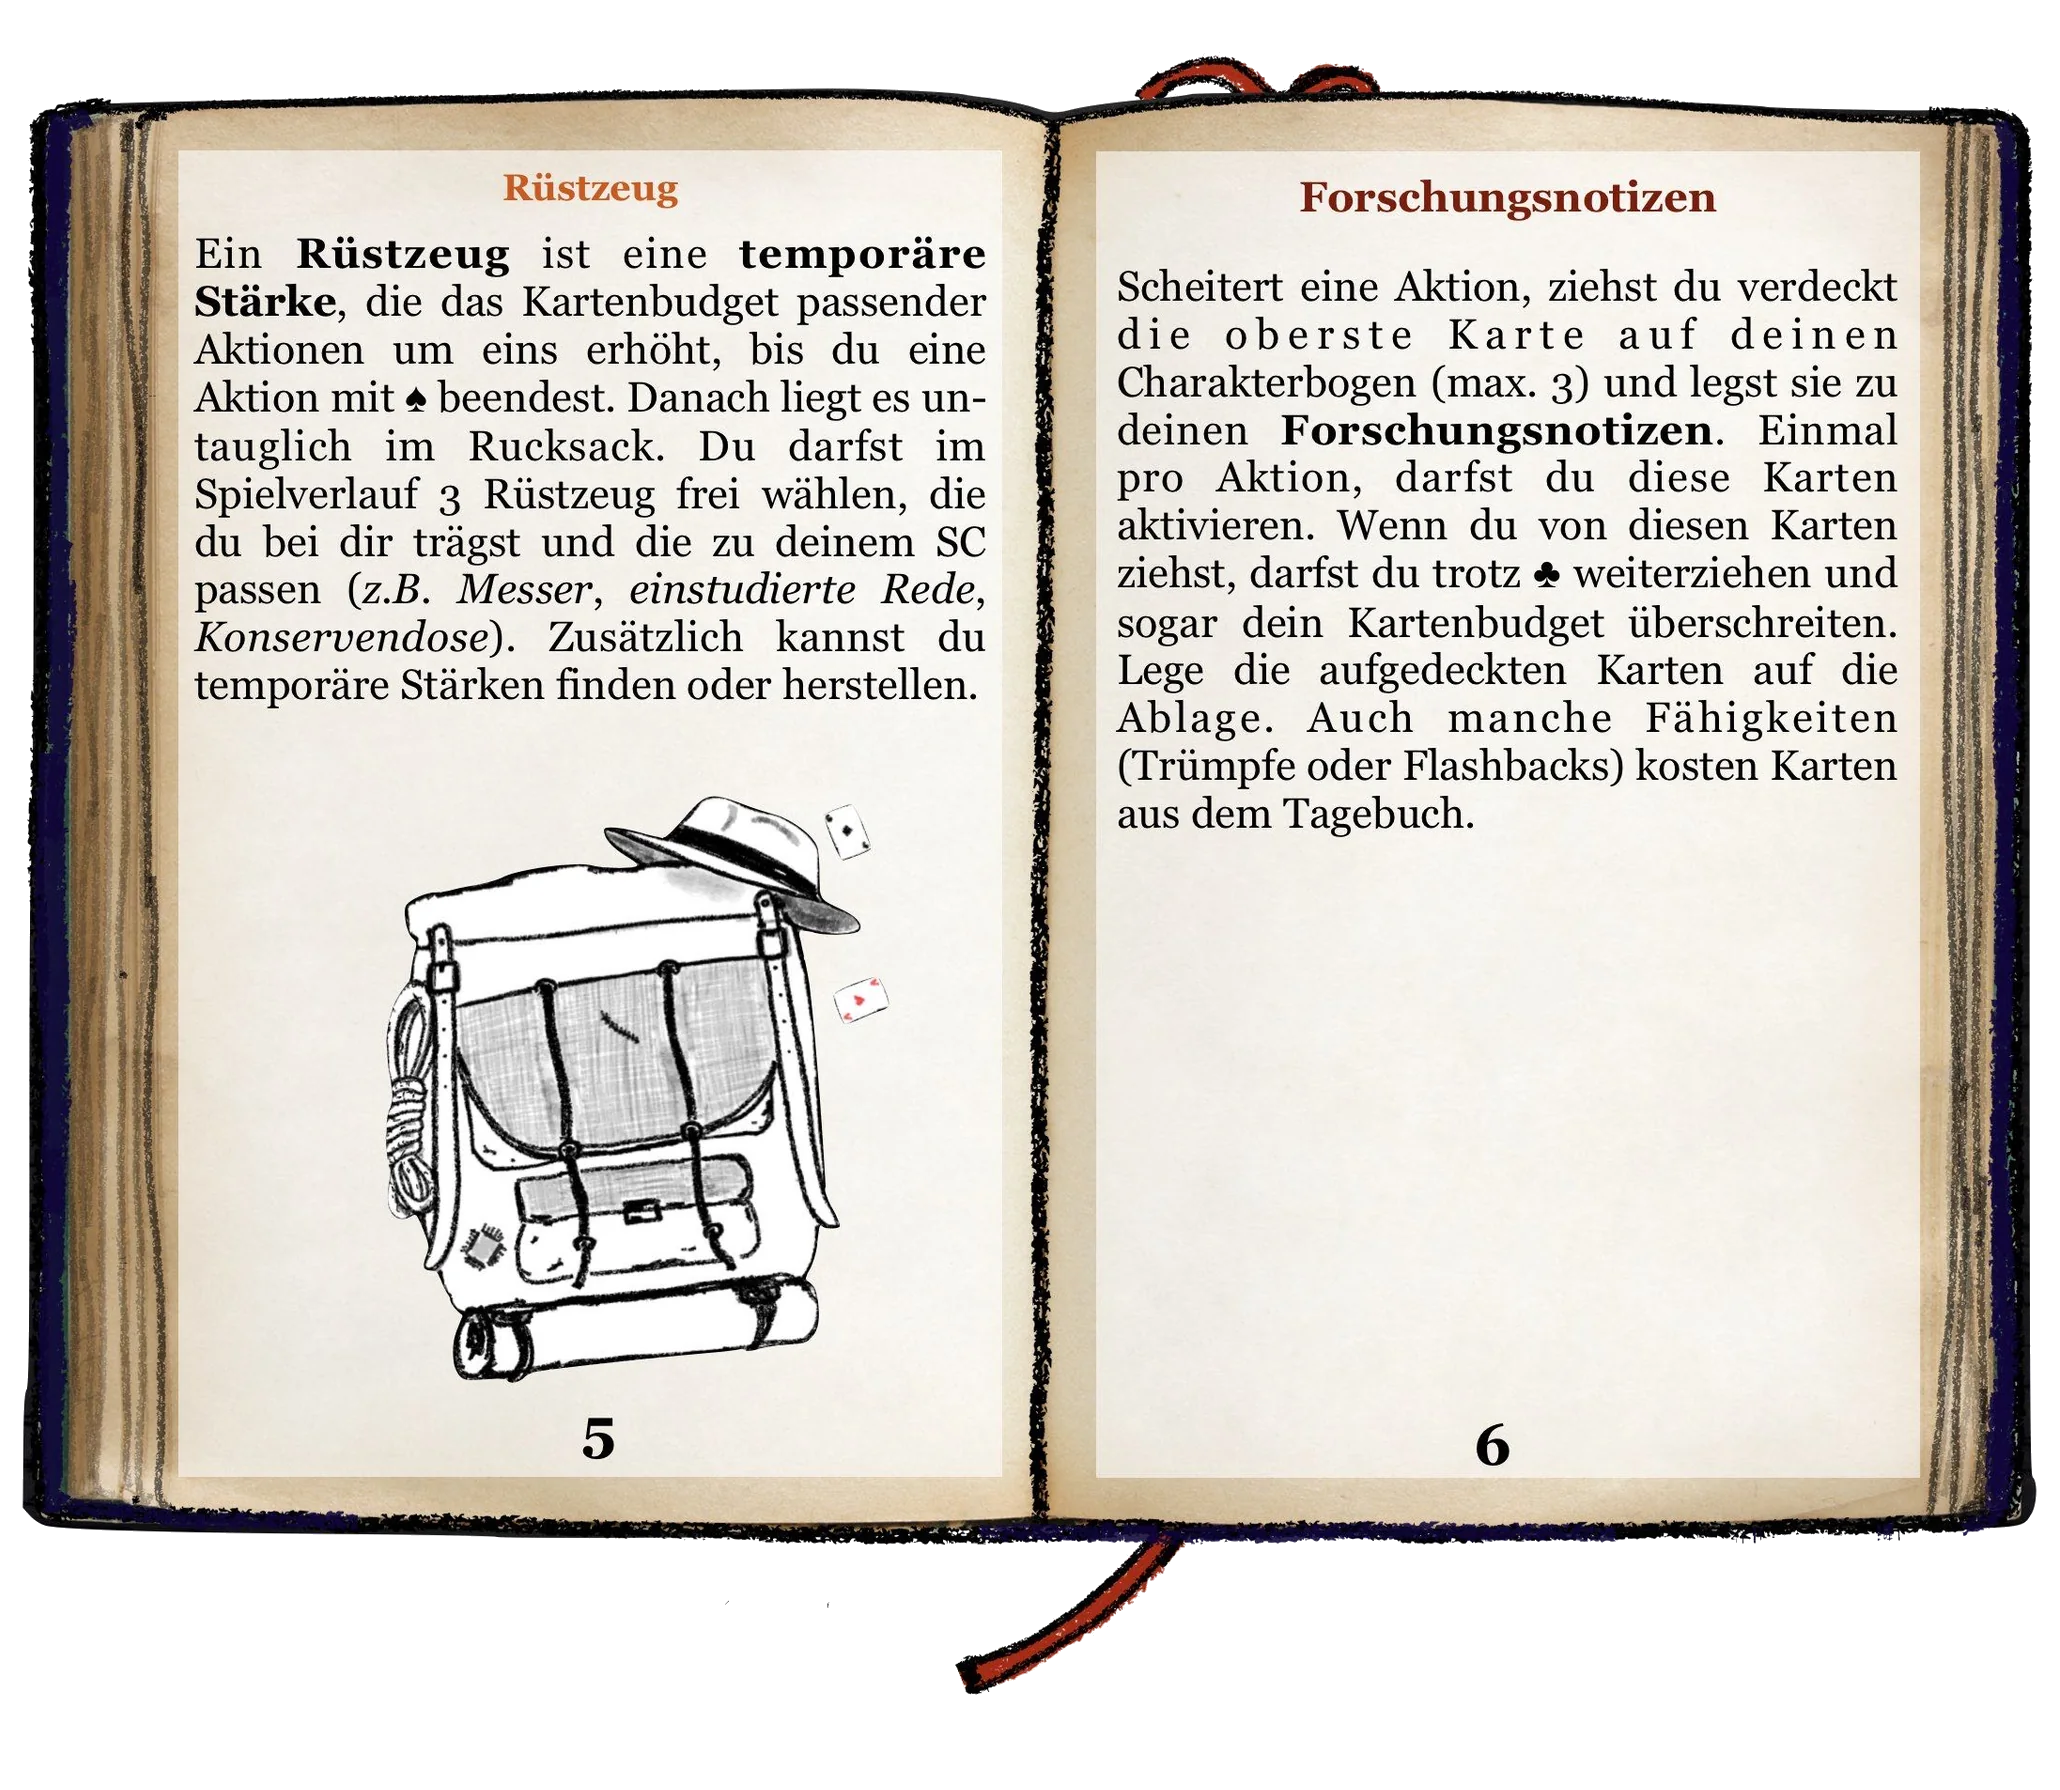 Rüstzeug
Ein Rüstzeug ist eine temporäre
Stärke, die das Kartenbudget passender
Aktionen um eins erhöht, bis du eine
Aktion mit ♠ beendest. Danach liegt es un-
tauglich im Rucksack. Du darfst im
Spielverlauf 3 Rüstzeug frei wählen, die
du bei dir trägst und die zu deinem SC
passen (z.B. Messer, einstudierte Rede,
Konservendose). Zusätzlich kannst du
temporäre Stärken finden oder herstellen.
5
Forschungsnotizen
Scheitert eine Aktion, ziehst du verdeckt
die oberste Karte auf deinen
Charakterbogen (max. 3) und legst sie zu
deinen Forschungsnotizen. Einmal
pro Aktion, darfst du diese Karten
aktivieren. Wenn du von diesen Karten
ziehst, darfst du trotz ♣ weiterziehen und
sogar dein Kartenbudget überschreiten.
Lege die aufgedeckten Karten auf die
Ablage. Auch manche Fähigkeiten
(Trümpfe oder Flashbacks) kosten Karten
aus dem Tagebuch.
6